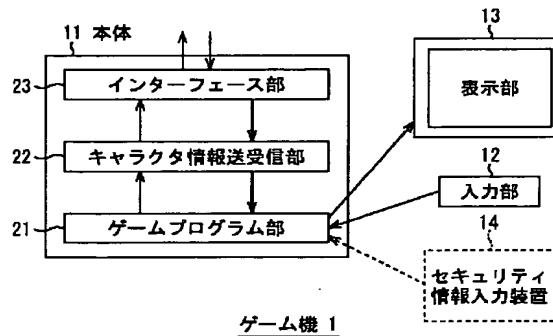 11 本体
23
インターフェース部
22
キャラクタ情報送受信部
21
ゲームプログラム部
13
表示部
12
入力部
14
セキュリティ
情報入力装置
ゲーム機 1